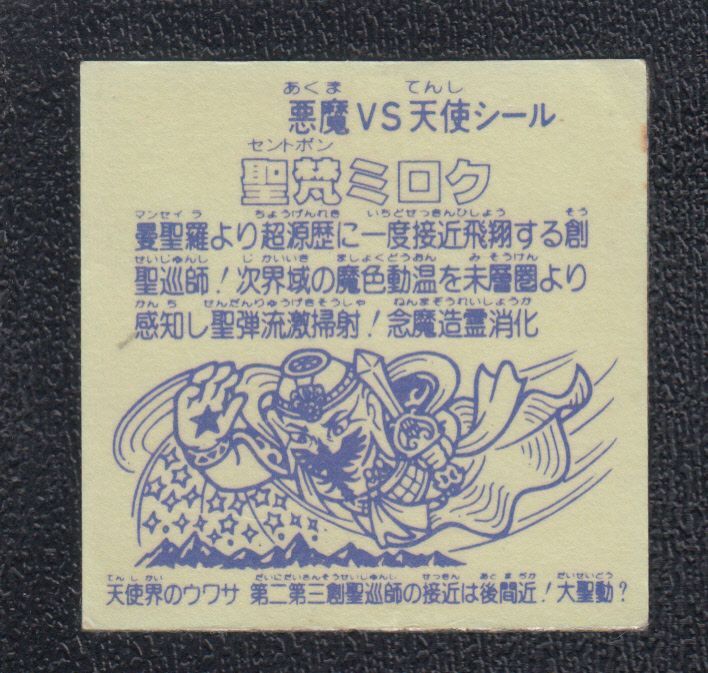 あくま てんし
悪魔VS天使シール
セントボン
聖梵ミロク
マンセイラ ちょうげんれき いちどせっきんひしょう そう
曼聖羅より超源歴に一度接近飛翔する創
せいじゅんし じかいいき ましょくどうおん みそうけん
聖巡師!次界域の魔色動温を未層圏より
かんち せんだんりゅうげきそうしゃ ねんまぞうれいしょうか
感知し聖弾流激掃射!念魔造霊消化
てんしかい だいにだいさんそうせいじゅんし せっきん あとまぢか だいせいどう
天使界のウワサ 第二第三創聖巡師の接近は後間近!大聖動?